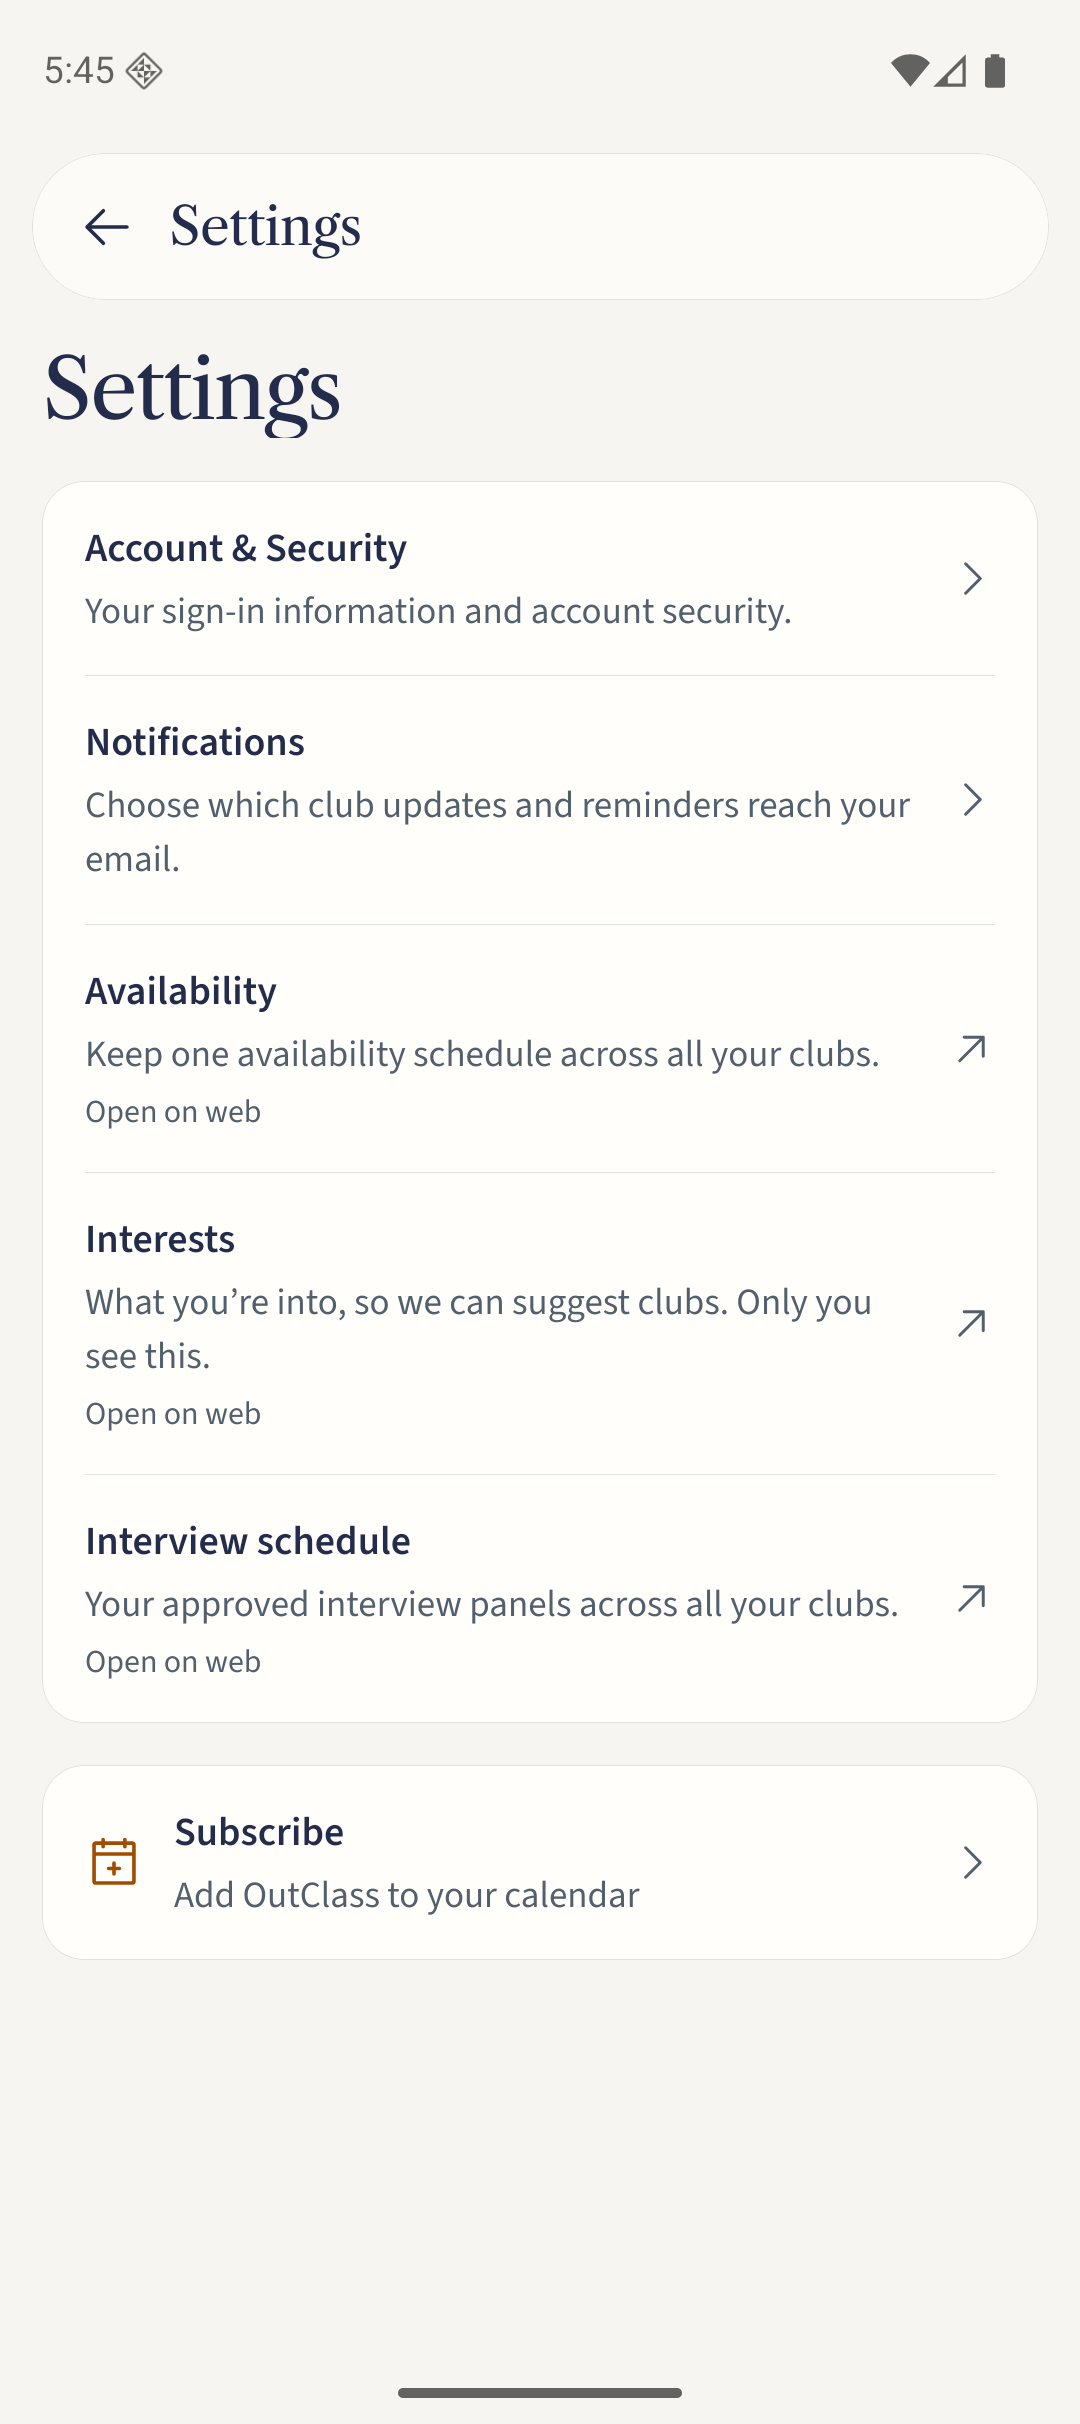 5:45
Settings
Settings
Account & Security
Your sign-in information and account security.
Notifications
Choose which club updates and reminders reach your
email.
Availability
Keep one availability schedule across all your clubs.
Open on web
Interests
What you’re into, so we can suggest clubs. Only you
see this.
Open on web
Interview schedule
Your approved interview panels across all your clubs.
Open on web
Subscribe
Add OutClass to your calendar